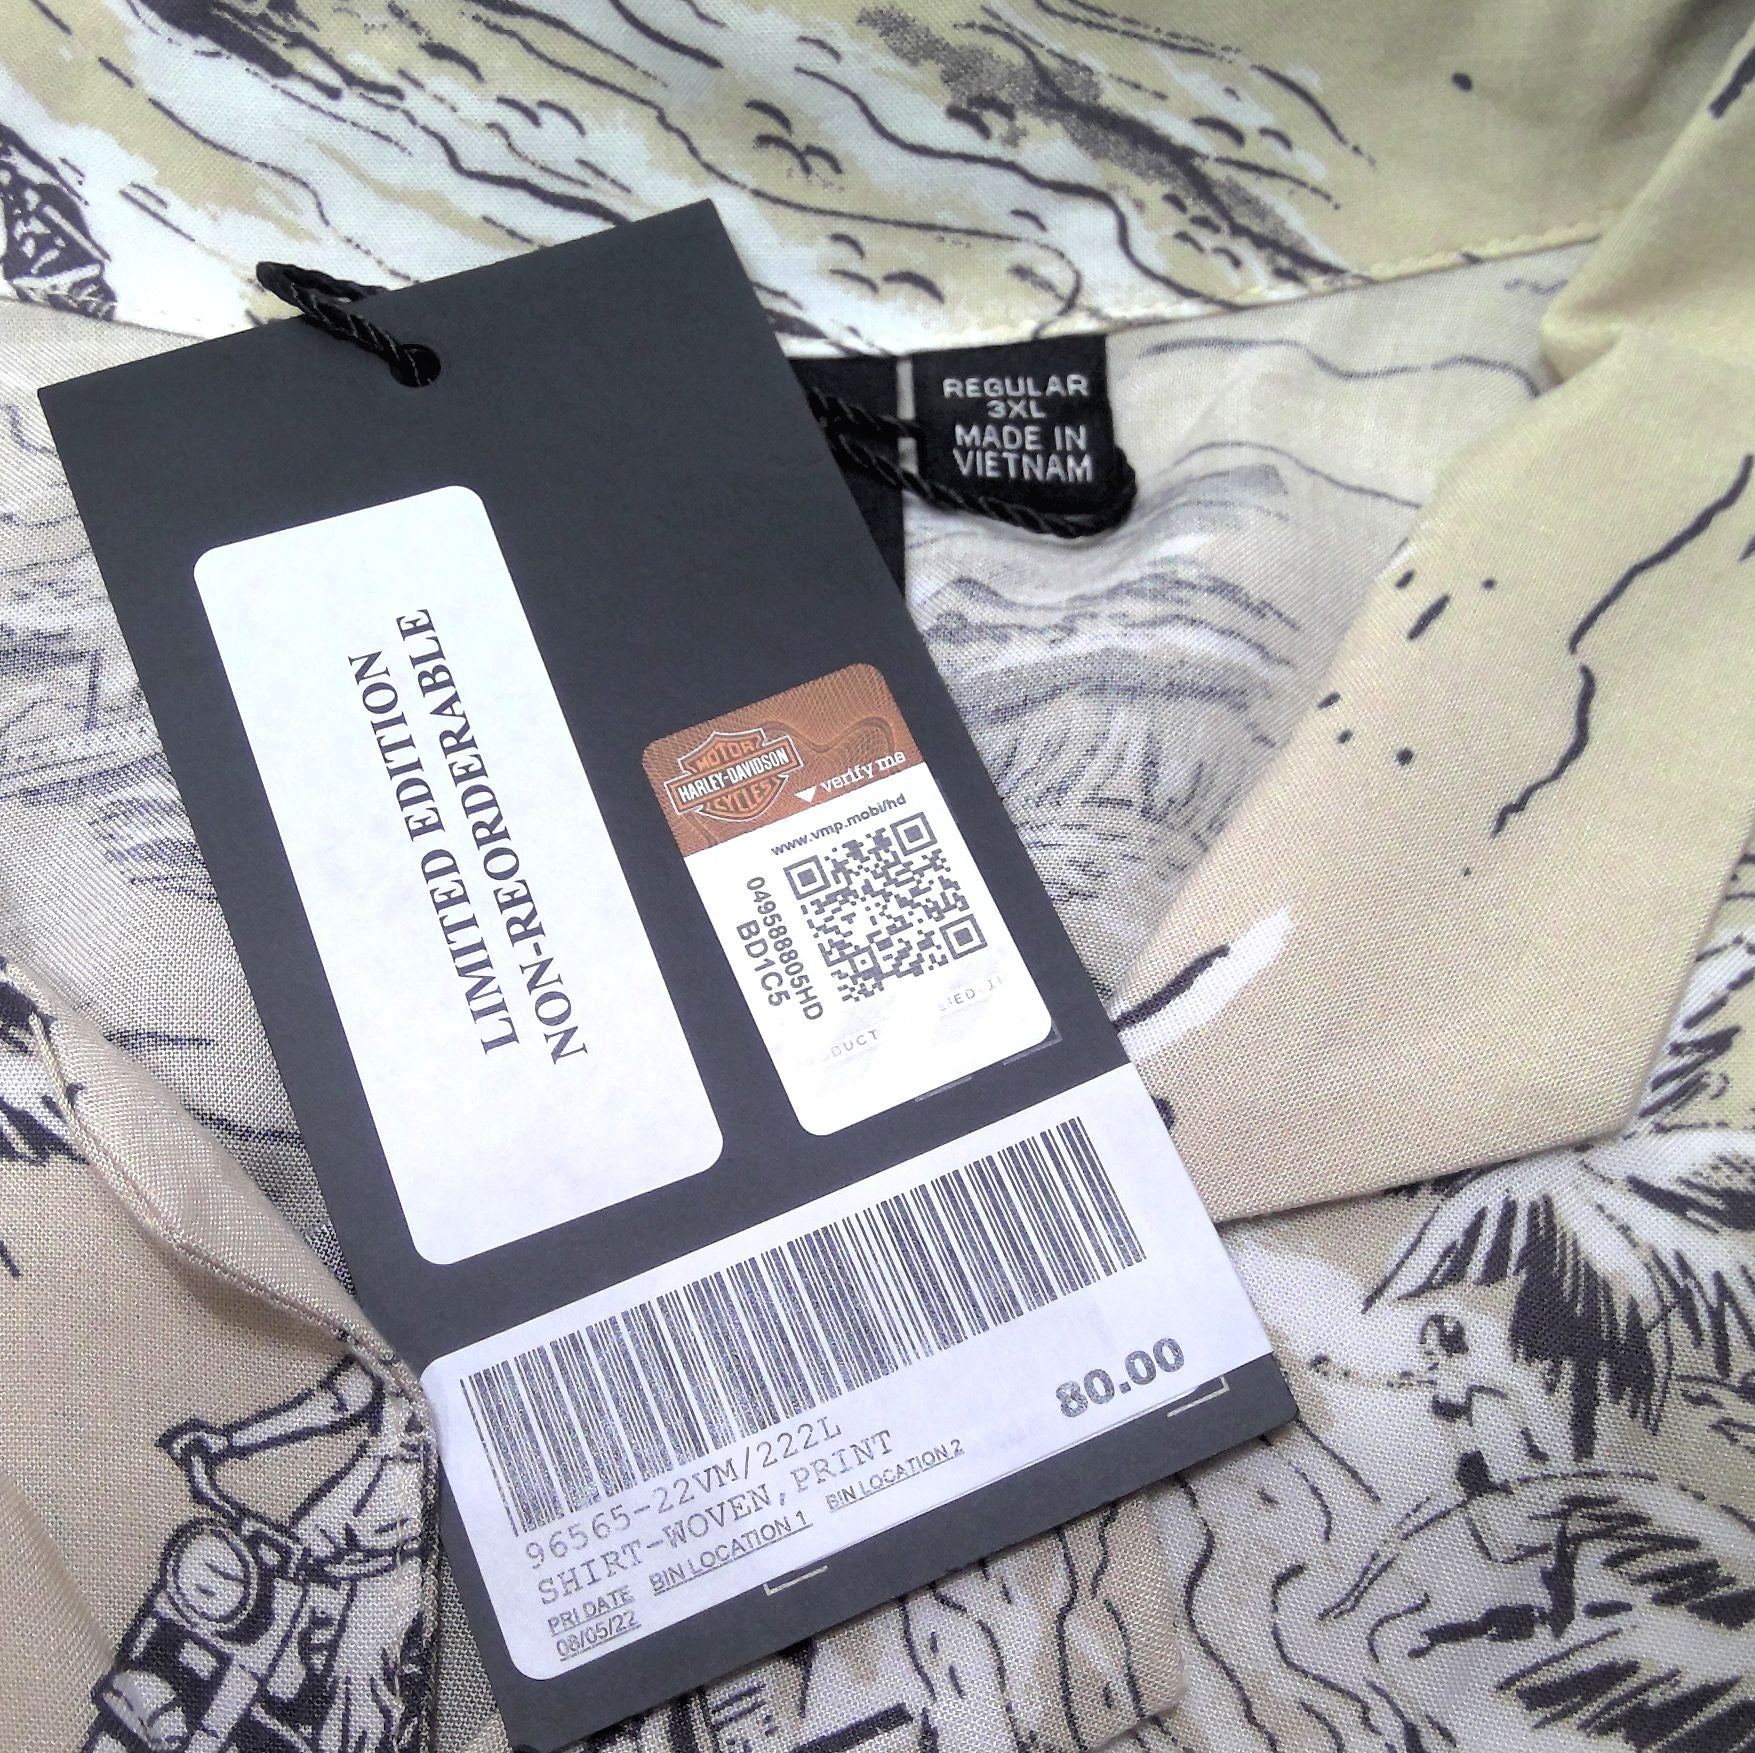 REGULAR
3XL
MADE IN
VIETNAM
LIMITED EDITION
NON-REORDERABLE
MOTOR
HARLEY-DAVIDSON
CYCLES
verify me
www.vmp.mobi/hd
049588805HD
BD1C5
80.00
96565-22VM/222L
SHIRT-WOVEN, PRINT
PRI DATE BIN LOCATION 1 BIN LOCATION 2
08/05/22